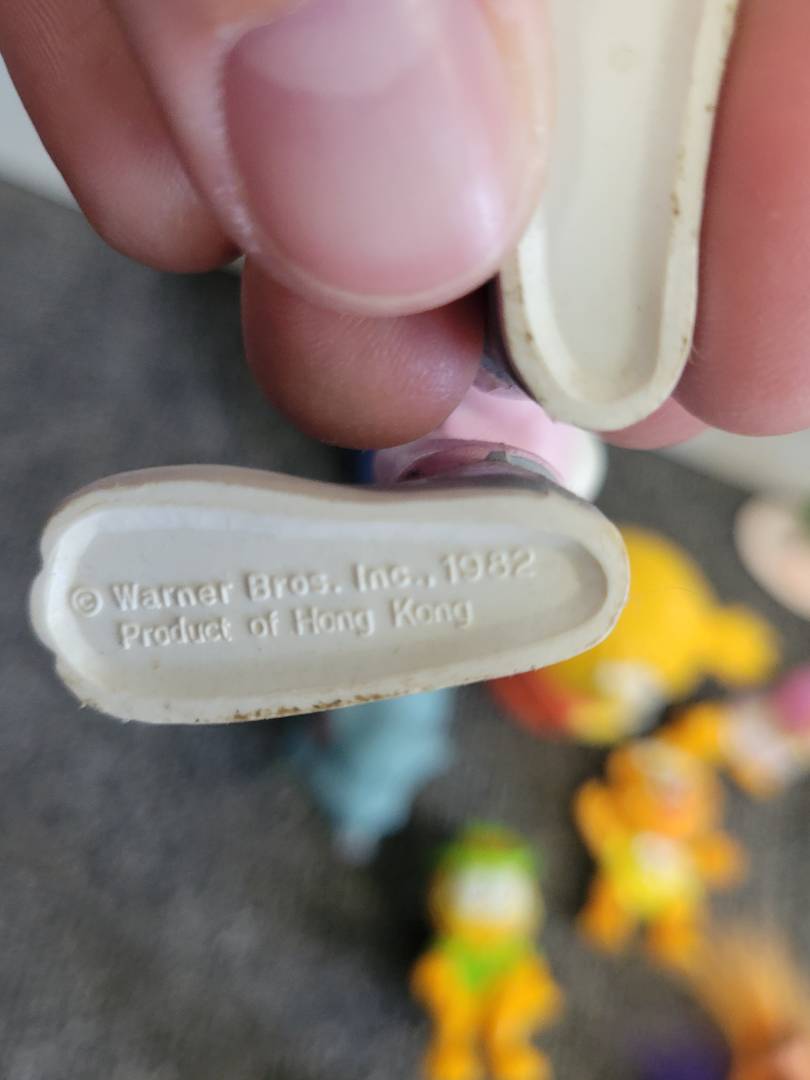 © Warner Bros. Inc., 1982
Product of Hong Kong